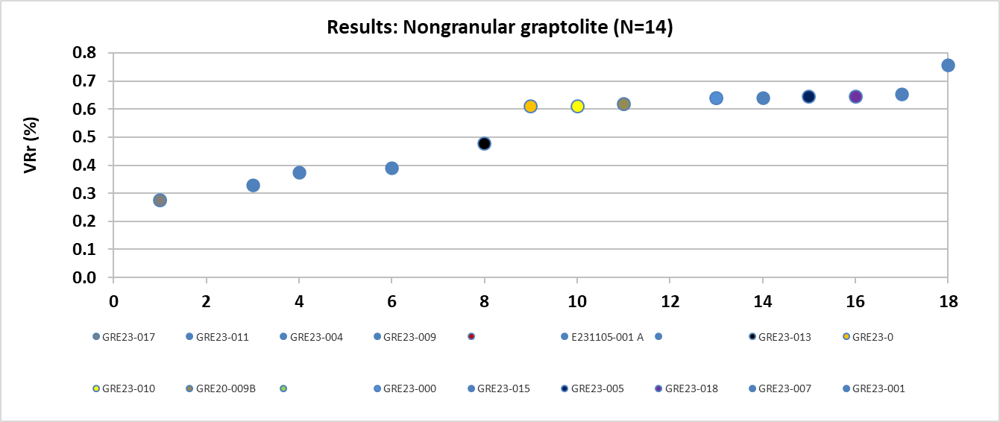 Results: Nongranular graptolite (N=14)
0.8
0.7
0.6
0.5
0.4
0.3
0.2
0.1
0.0
VRr (%)
0 2 4 6 8 10 12 14 16 18
GRE23-017 GRE23-011 GRE23-004 GRE23-009 E231105-001 A GRE23-013 GRE23-0
GRE23-010 GRE20-009B GRE23-000 GRE23-015 GRE23-005 GRE23-018 GRE23-007 GRE23-001